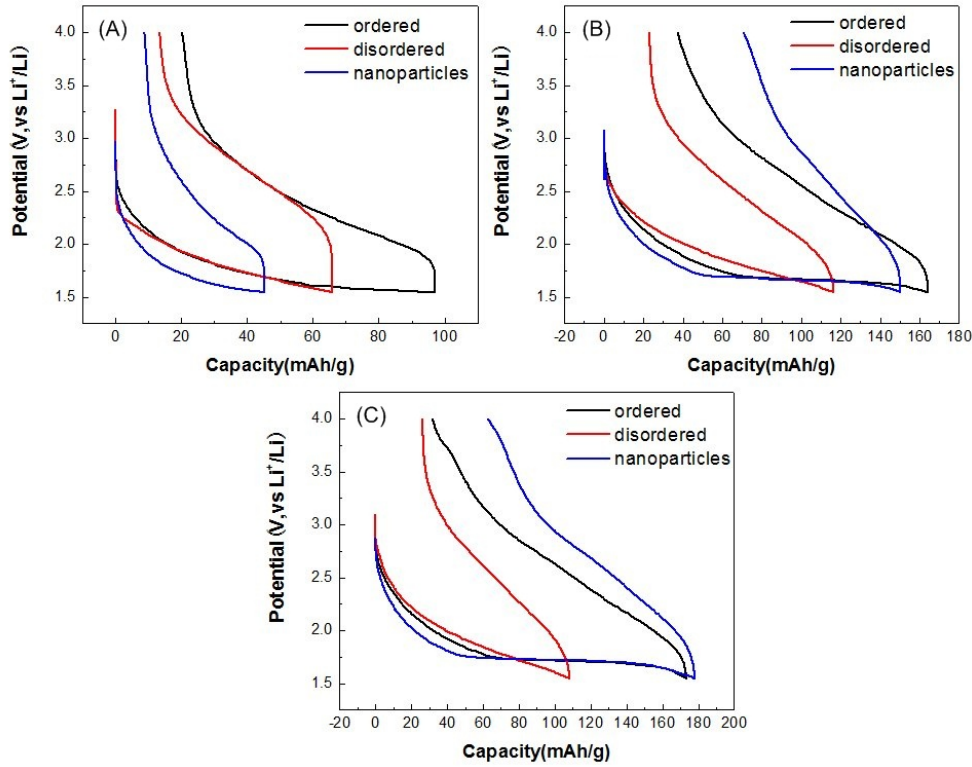 (A)
ordered
disordered
nanoparticles
4.0
3.5
3.0
2.5
2.0
1.5
Potential (V,vs Li⁺/Li)
0 20 40 60 80 100
Capacity(mAh/g)
(B)
ordered
disordered
nanoparticles
4.0
3.5
3.0
2.5
2.0
1.5
Potential (V,vs Li⁺/Li)
-20 0 20 40 60 80 100 120 140 160 180
Capacity(mAh/g)
(C)
ordered
disordered
nanoparticles
4.0
3.5
3.0
2.5
2.0
1.5
Potential (V,vs Li⁺/Li)
-20 0 20 40 60 80 100 120 140 160 180 200
Capacity(mAh/g)